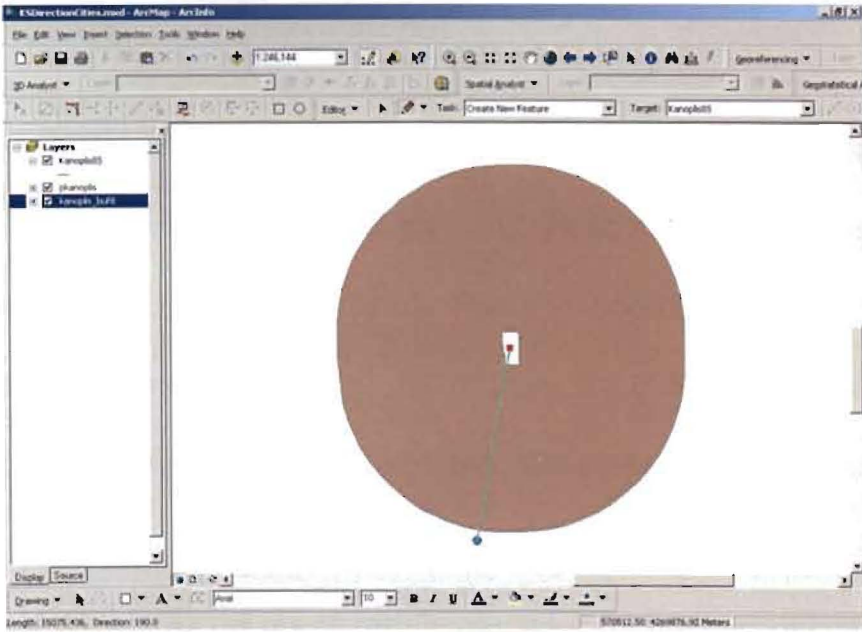 ESDirectionCities.mxd - ArcMap - ArcInfo
File Edit View Insert Selection Tools Window Help
1:246,144
Georeferencing
3D Analyst
Spatial Analyst
Geostatistical A
Editor Task: Create New Feature Target: Kanoplis05
Layers
Kanoplis05
pkanoplis
Display Source
Drawing A Arial 10 B I U A
Length: 15075.436, Direction: 190.0
570812.50 4269876.92 Meters